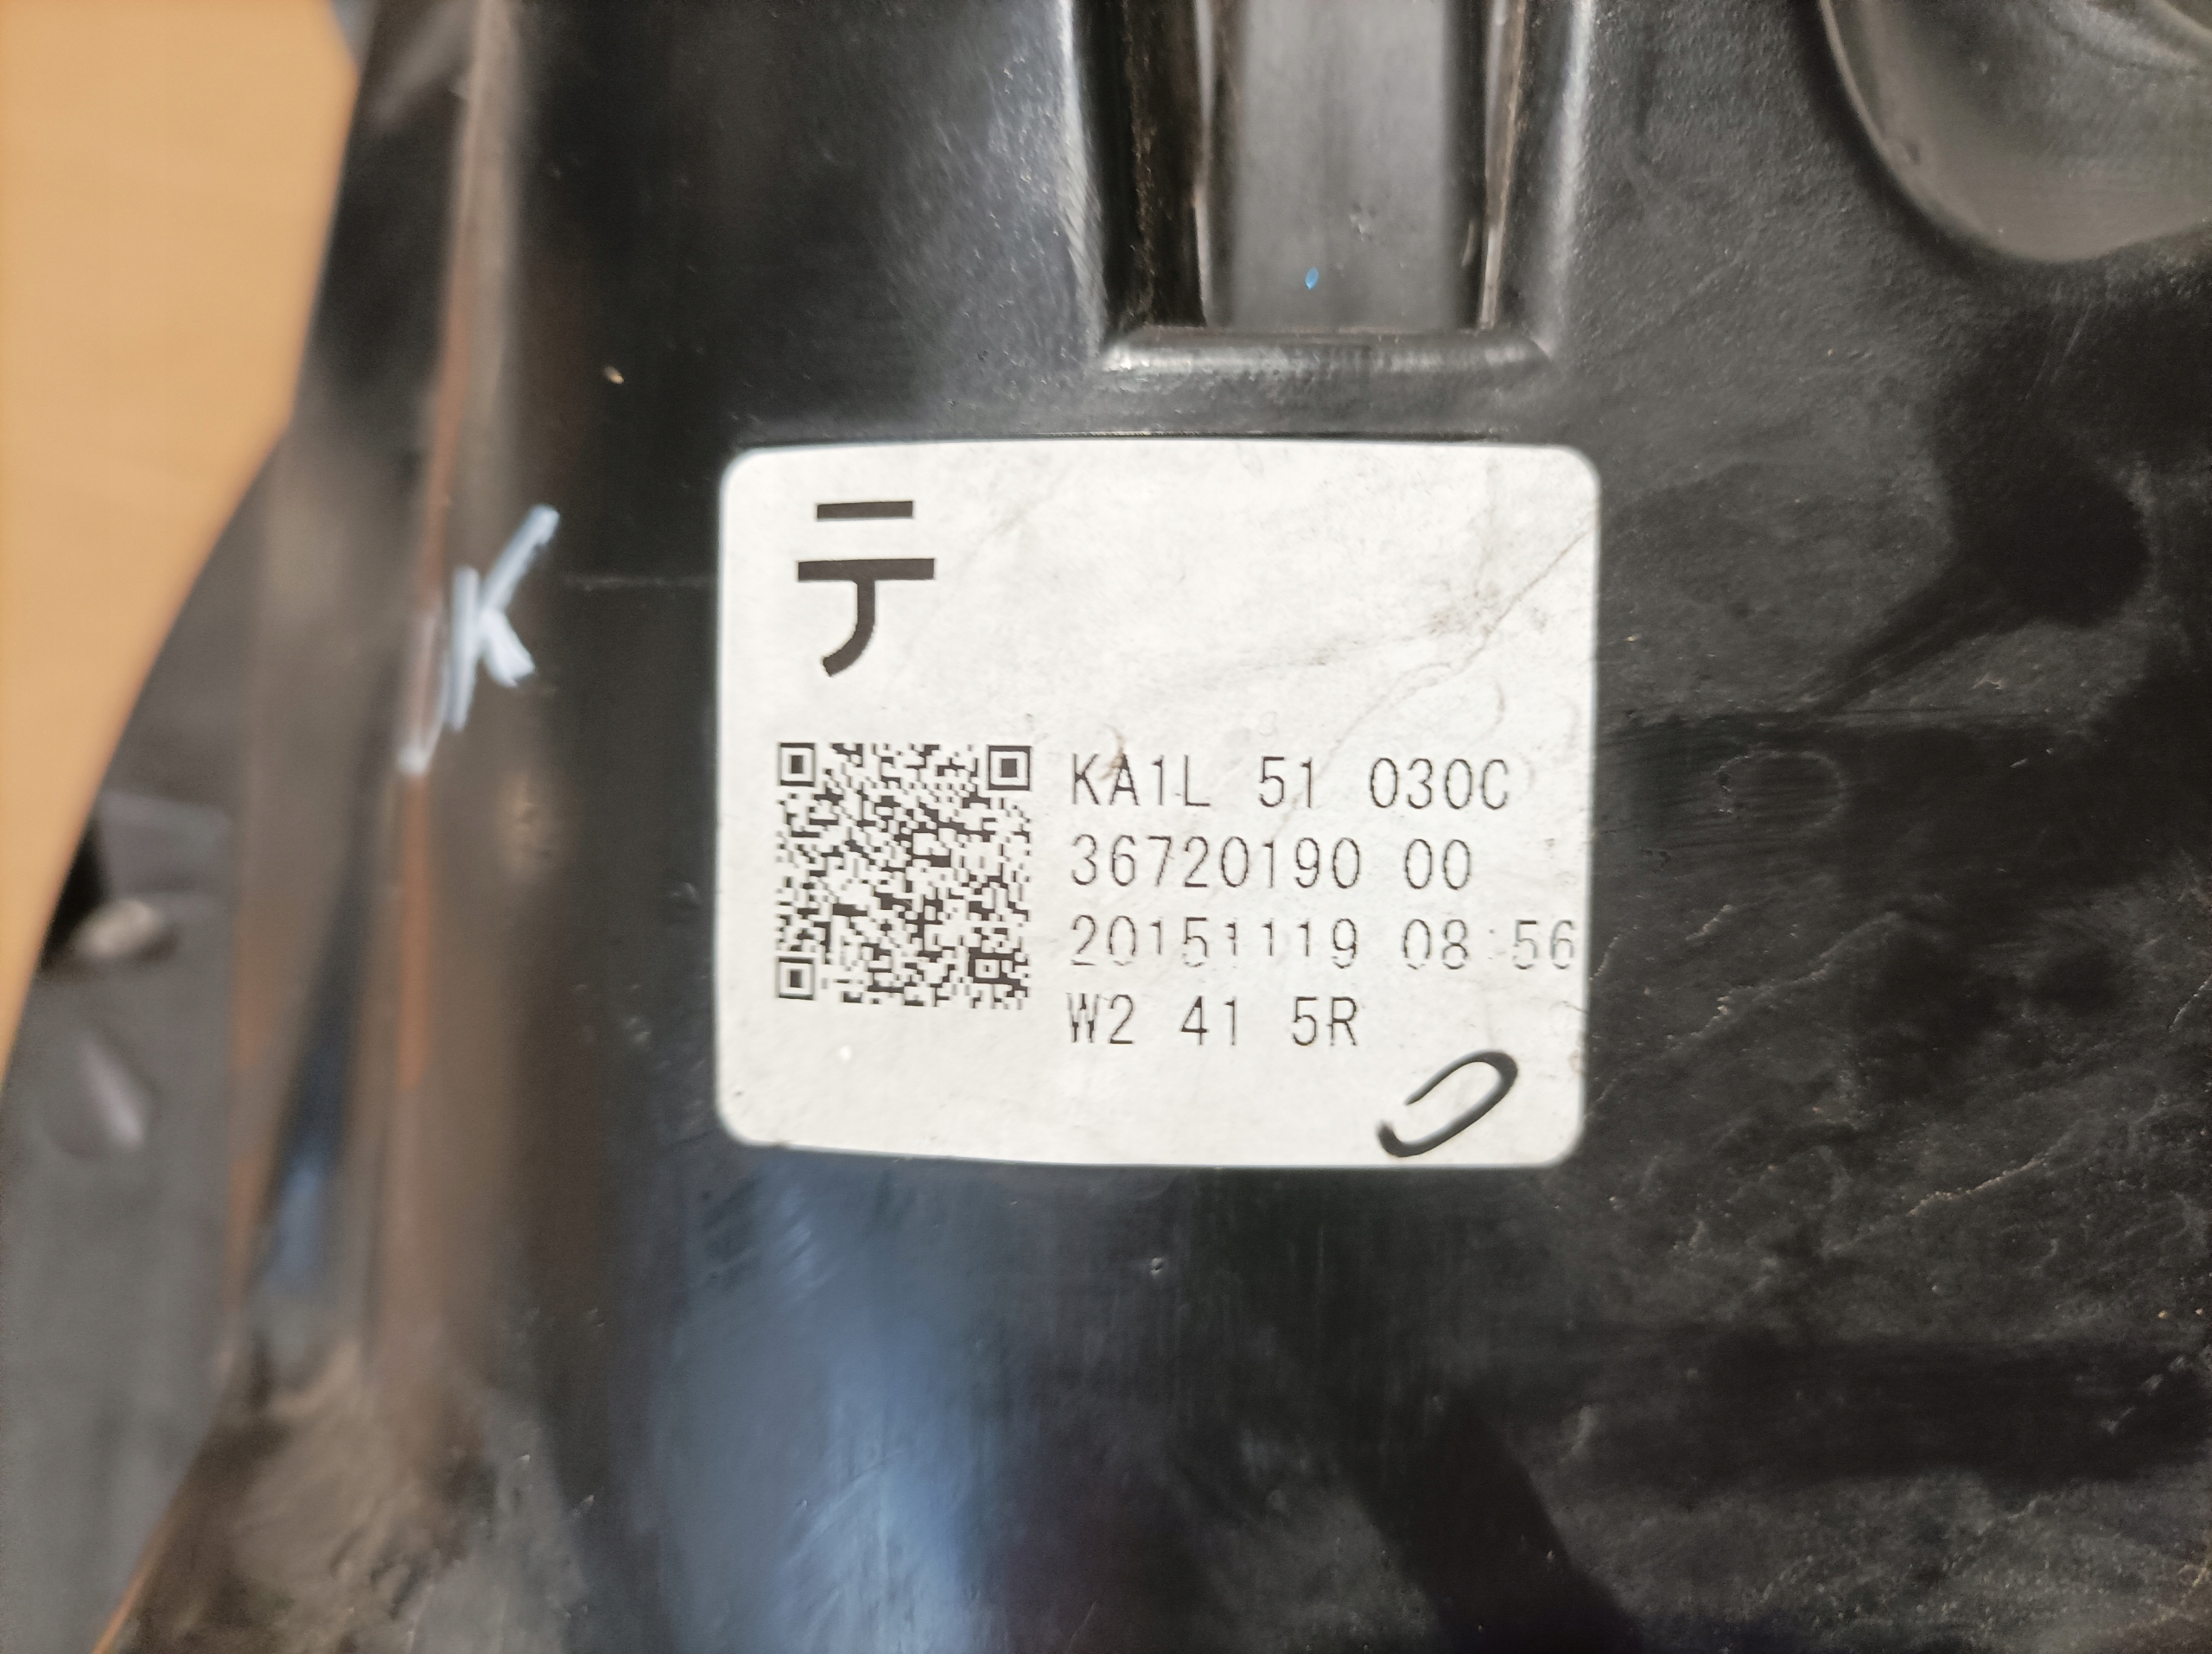 テ
K
KA1L 51 030C
36720190 00
20151119 08:56
W2 41 5R